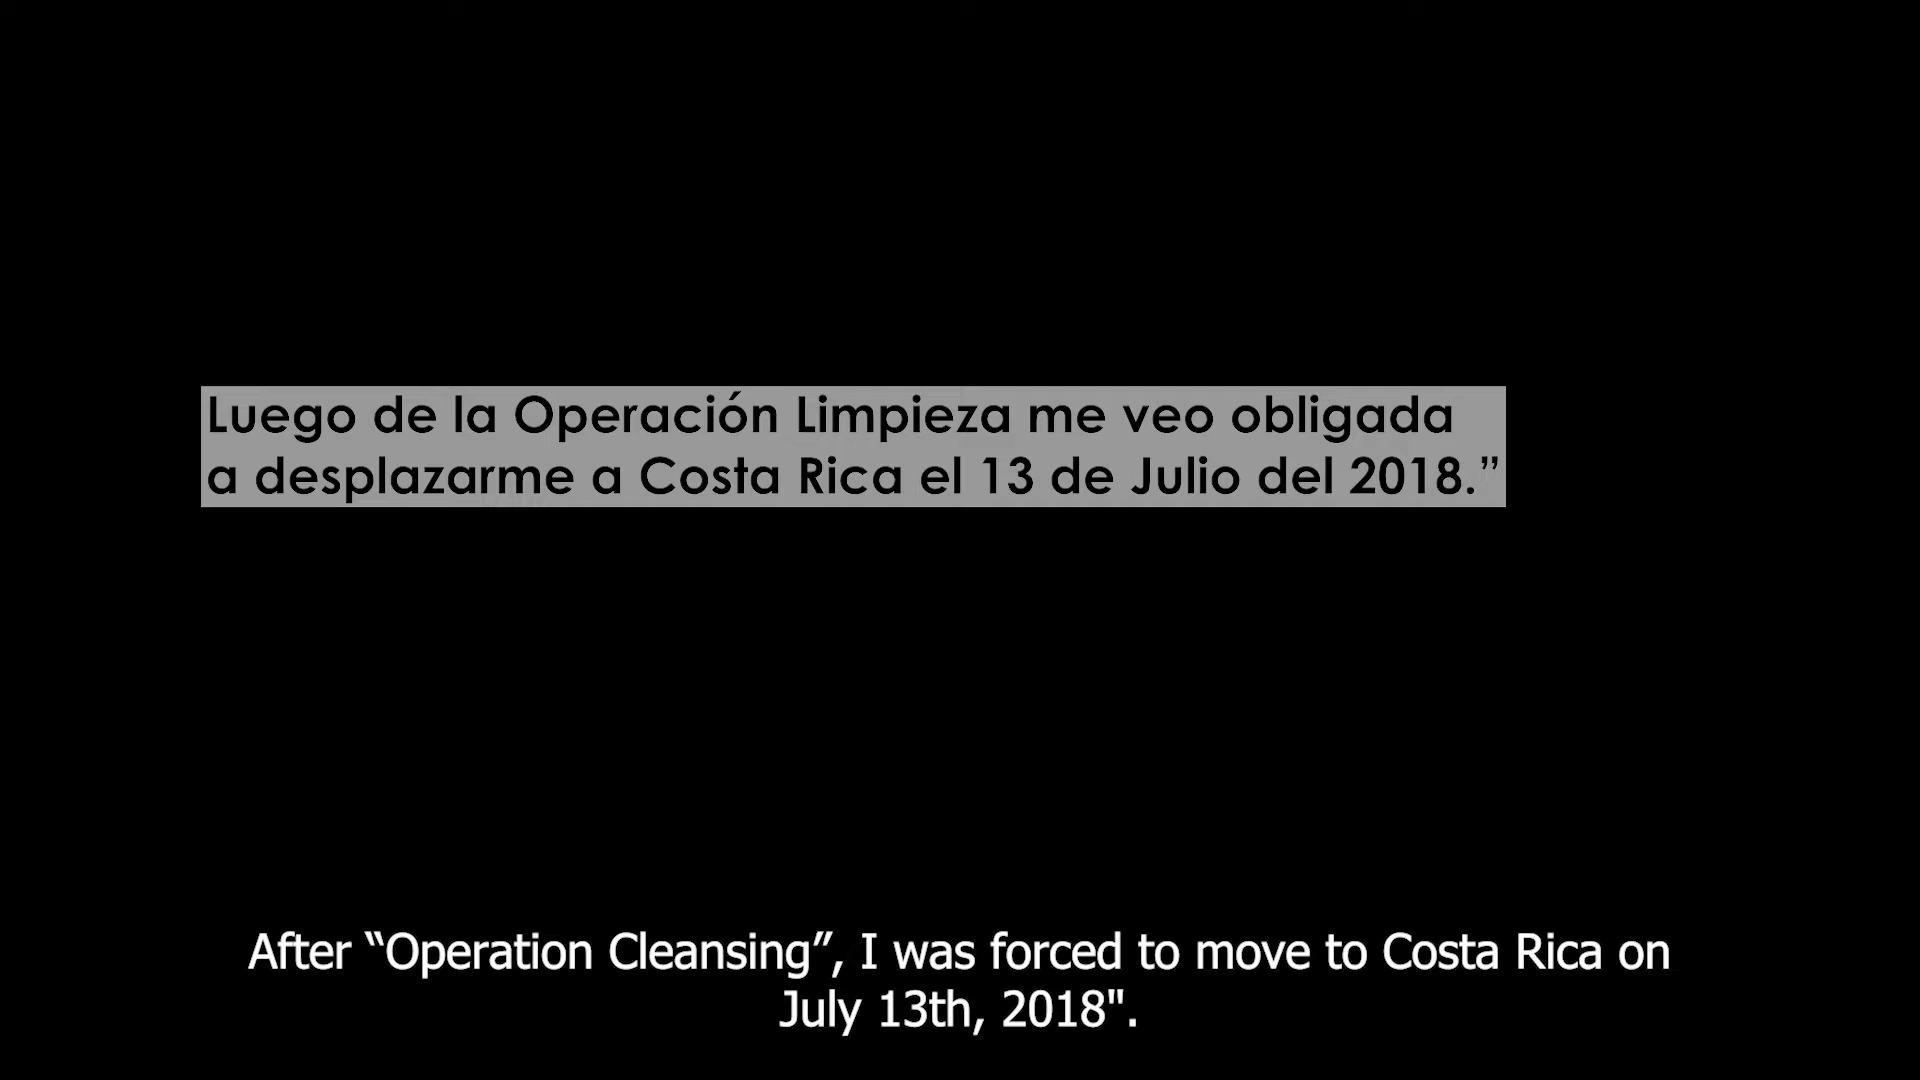 Luego de la Operación Limpieza me veo obligada
a desplazarme a Costa Rica el 13 de Julio del 2018.”
After “Operation Cleansing”, I was forced to move to Costa Rica on
July 13th, 2018".